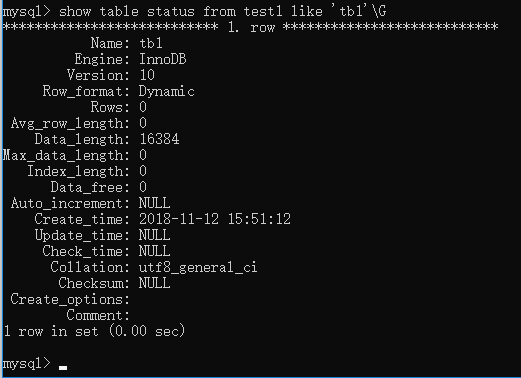 mysql> show table status from test1 like 'tb1'\G
*************************** 1. row ***************************
           Name: tb1
         Engine: InnoDB
        Version: 10
     Row_format: Dynamic
           Rows: 0
 Avg_row_length: 0
    Data_length: 16384
Max_data_length: 0
   Index_length: 0
      Data_free: 0
 Auto_increment: NULL
    Create_time: 2018-11-12 15:51:12
    Update_time: NULL
     Check_time: NULL
      Collation: utf8_general_ci
       Checksum: NULL
 Create_options:
        Comment:
1 row in set (0.00 sec)
mysql> _